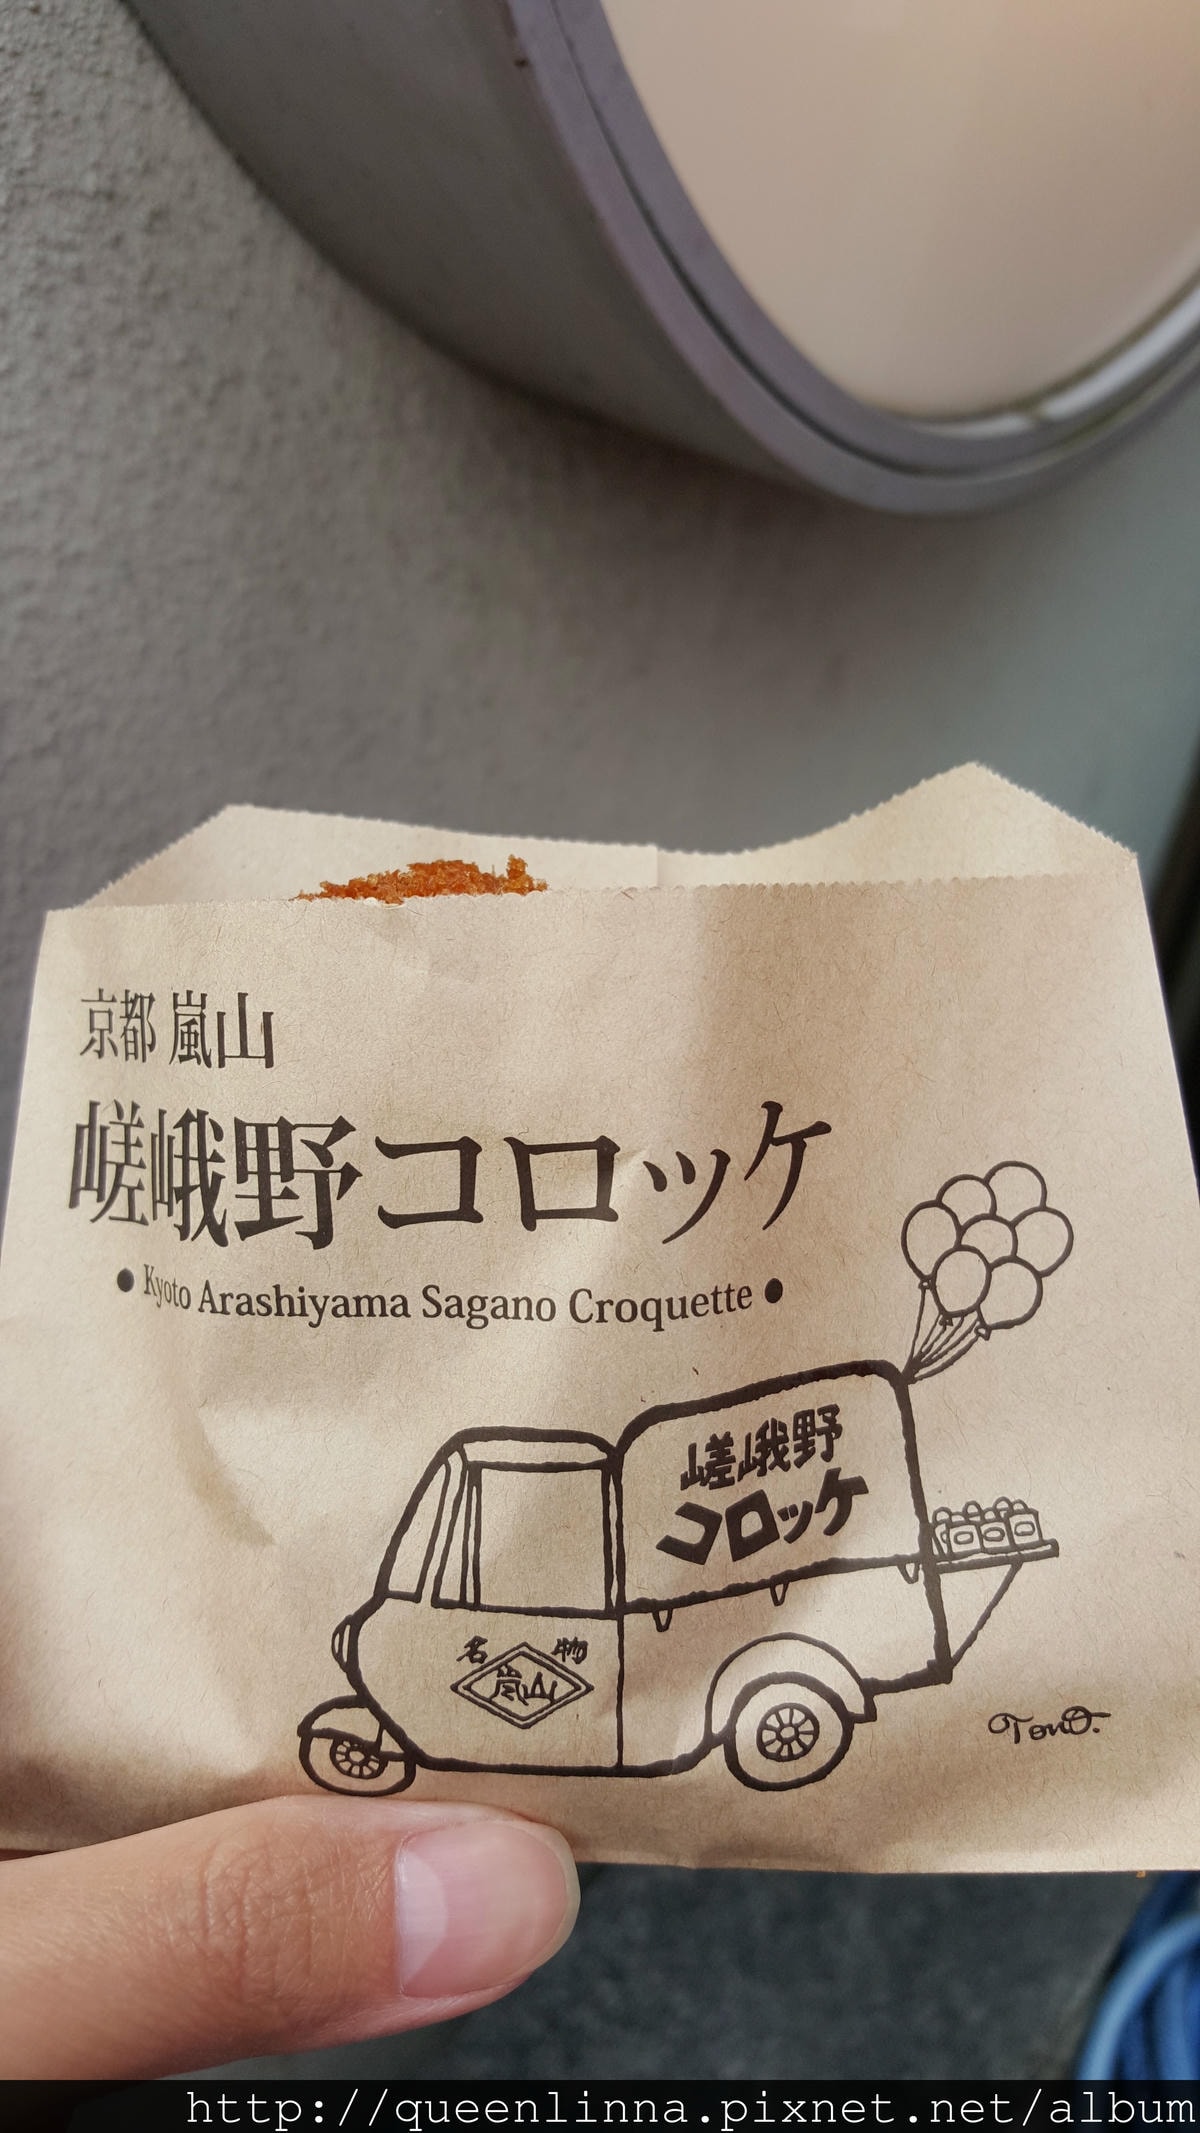 京都 嵐山
嵯峨野コロッケ
● Kyoto Arashiyama Sagano Croquette ●
嵯峨野
コロッケ
名 物
嵐山
TonO.
http://queenlinna.pixnet.net/album